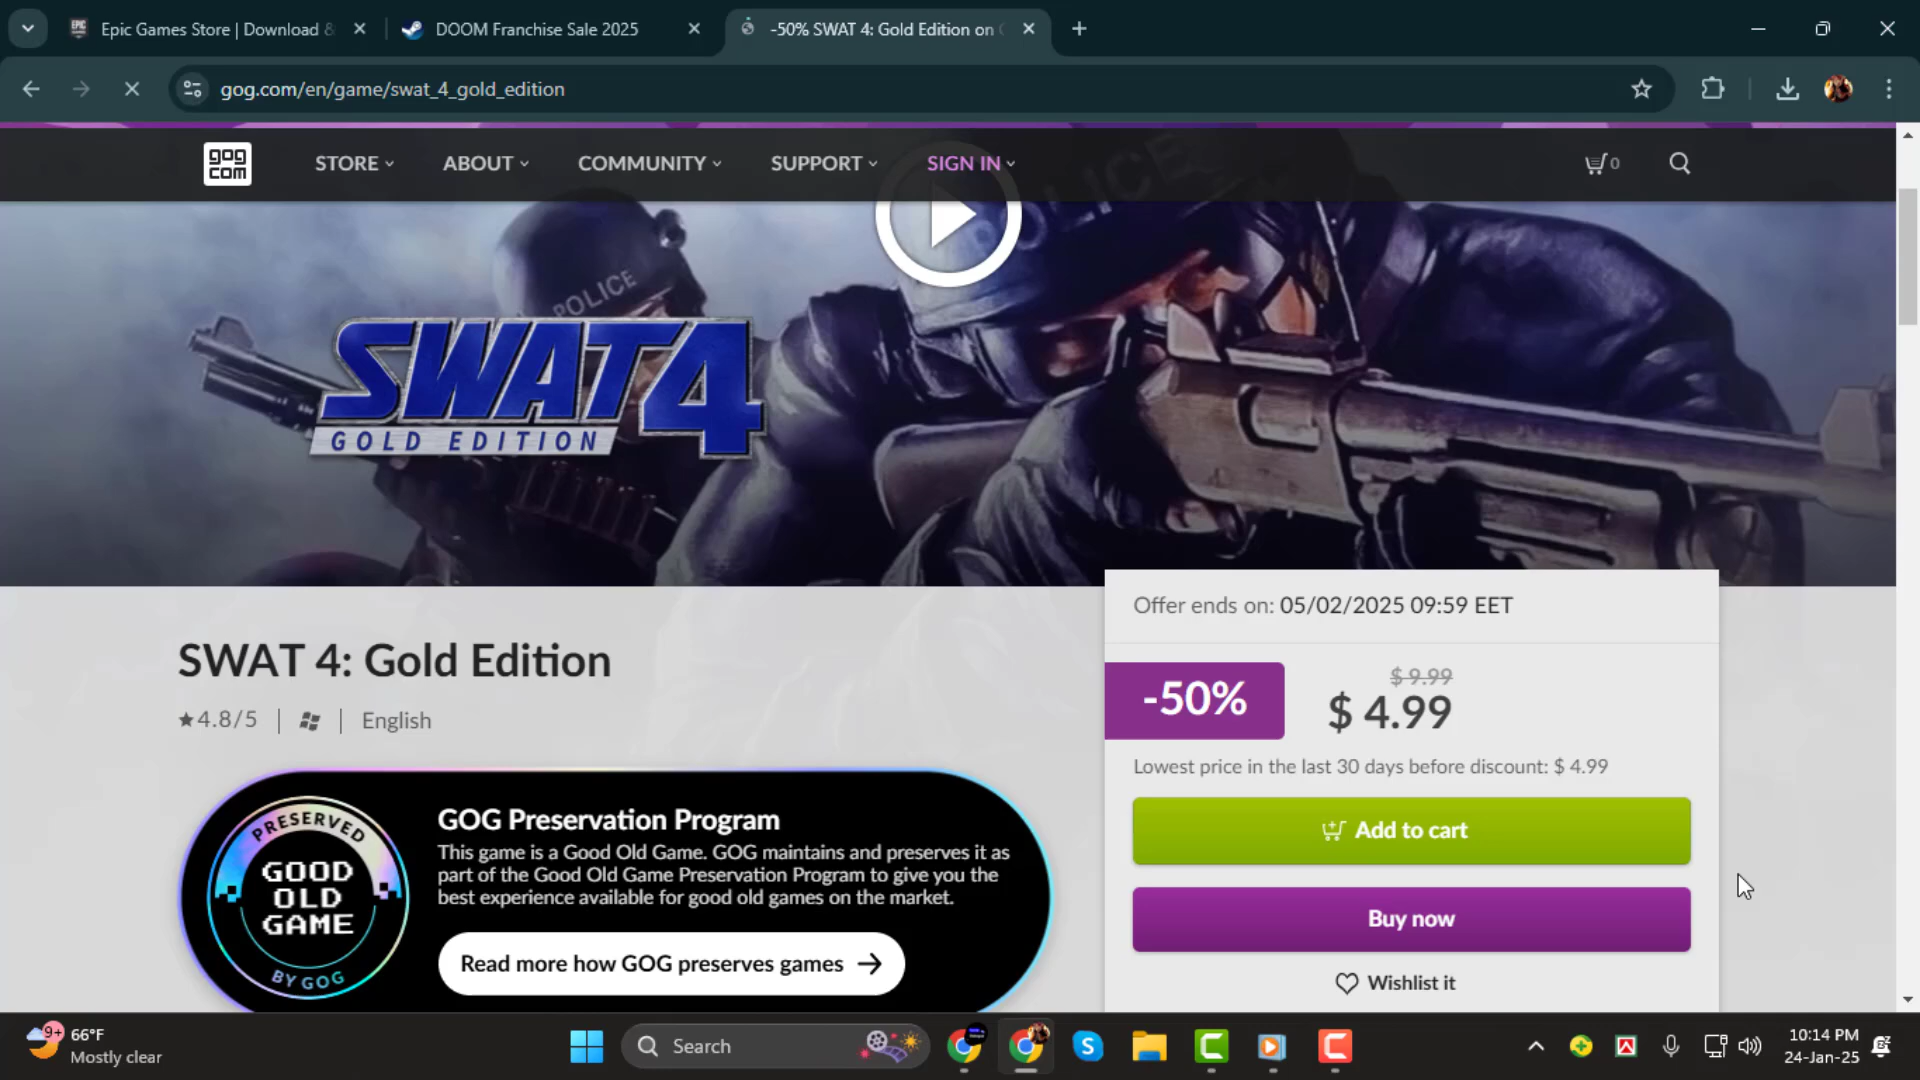 Epic Games Store | Download &
DOOM Franchise Sale 2025
-50% SWAT 4: Gold Edition on G
gog.com/en/game/swat_4_gold_edition
gog
com
STORE
ABOUT
COMMUNITY
SUPPORT
SIGN IN
0
POLICE
POLICE
SWAT 4
GOLD EDITION
Offer ends on: 05/02/2025 09:59 EET
SWAT 4: Gold Edition
-50%
$ 9.99
$ 4.99
4.8/5
English
Lowest price in the last 30 days before discount: $ 4.99
PRESERVED
GOOD
OLD
GAME
BY GOG
GOG Preservation Program
This game is a Good Old Game. GOG maintains and preserves it as
part of the Good Old Game Preservation Program to give you the
best experience available for good old games on the market.
Read more how GOG preserves games
Add to cart
Buy now
Wishlist it
9+
66°F
Mostly clear
Search
10:14 PM
24-Jan-25